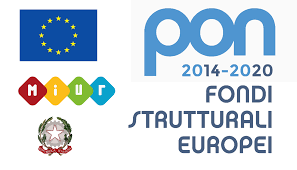 pon
2014-2020
MIUR
FONDI
STRUTTURALI
EUROPEI